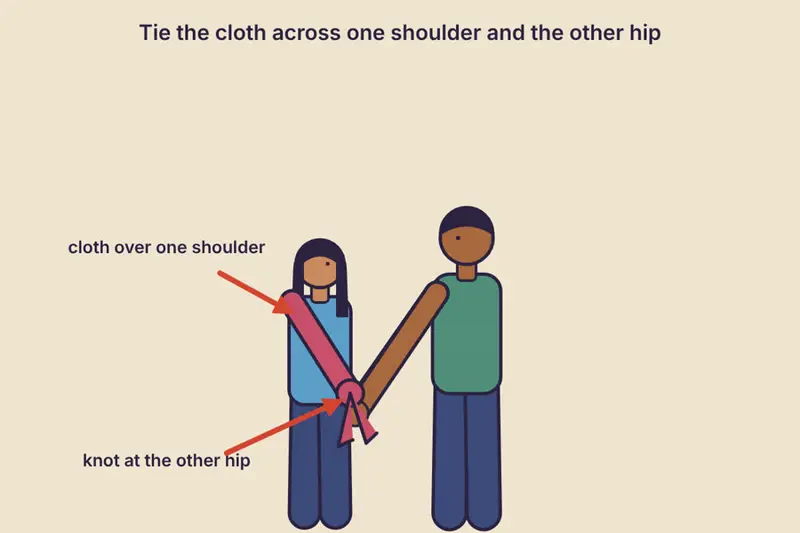 Tie the cloth across one shoulder and the other hip
cloth over one shoulder
knot at the other hip